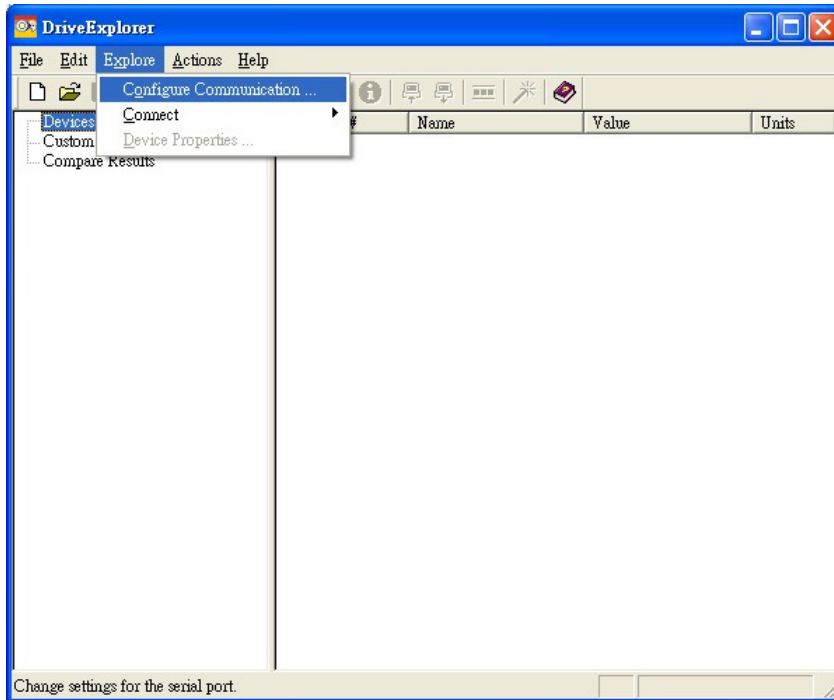 DriveExplorer
File Edit Explore Actions Help
Configure Communication ...
Connect
Device Properties ...
Devices
Custom
Compare Results
# Name Value Units
Change settings for the serial port.